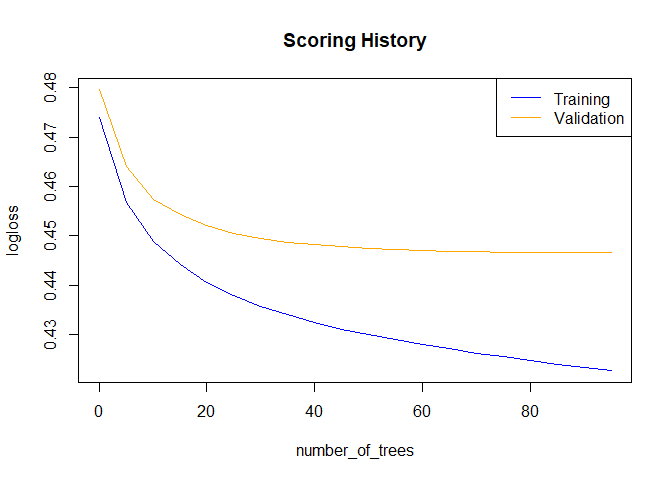 Scoring History
Training
Validation
0.48
0.47
0.46
0.45
0.44
0.43
logloss
0 20 40 60 80
number_of_trees